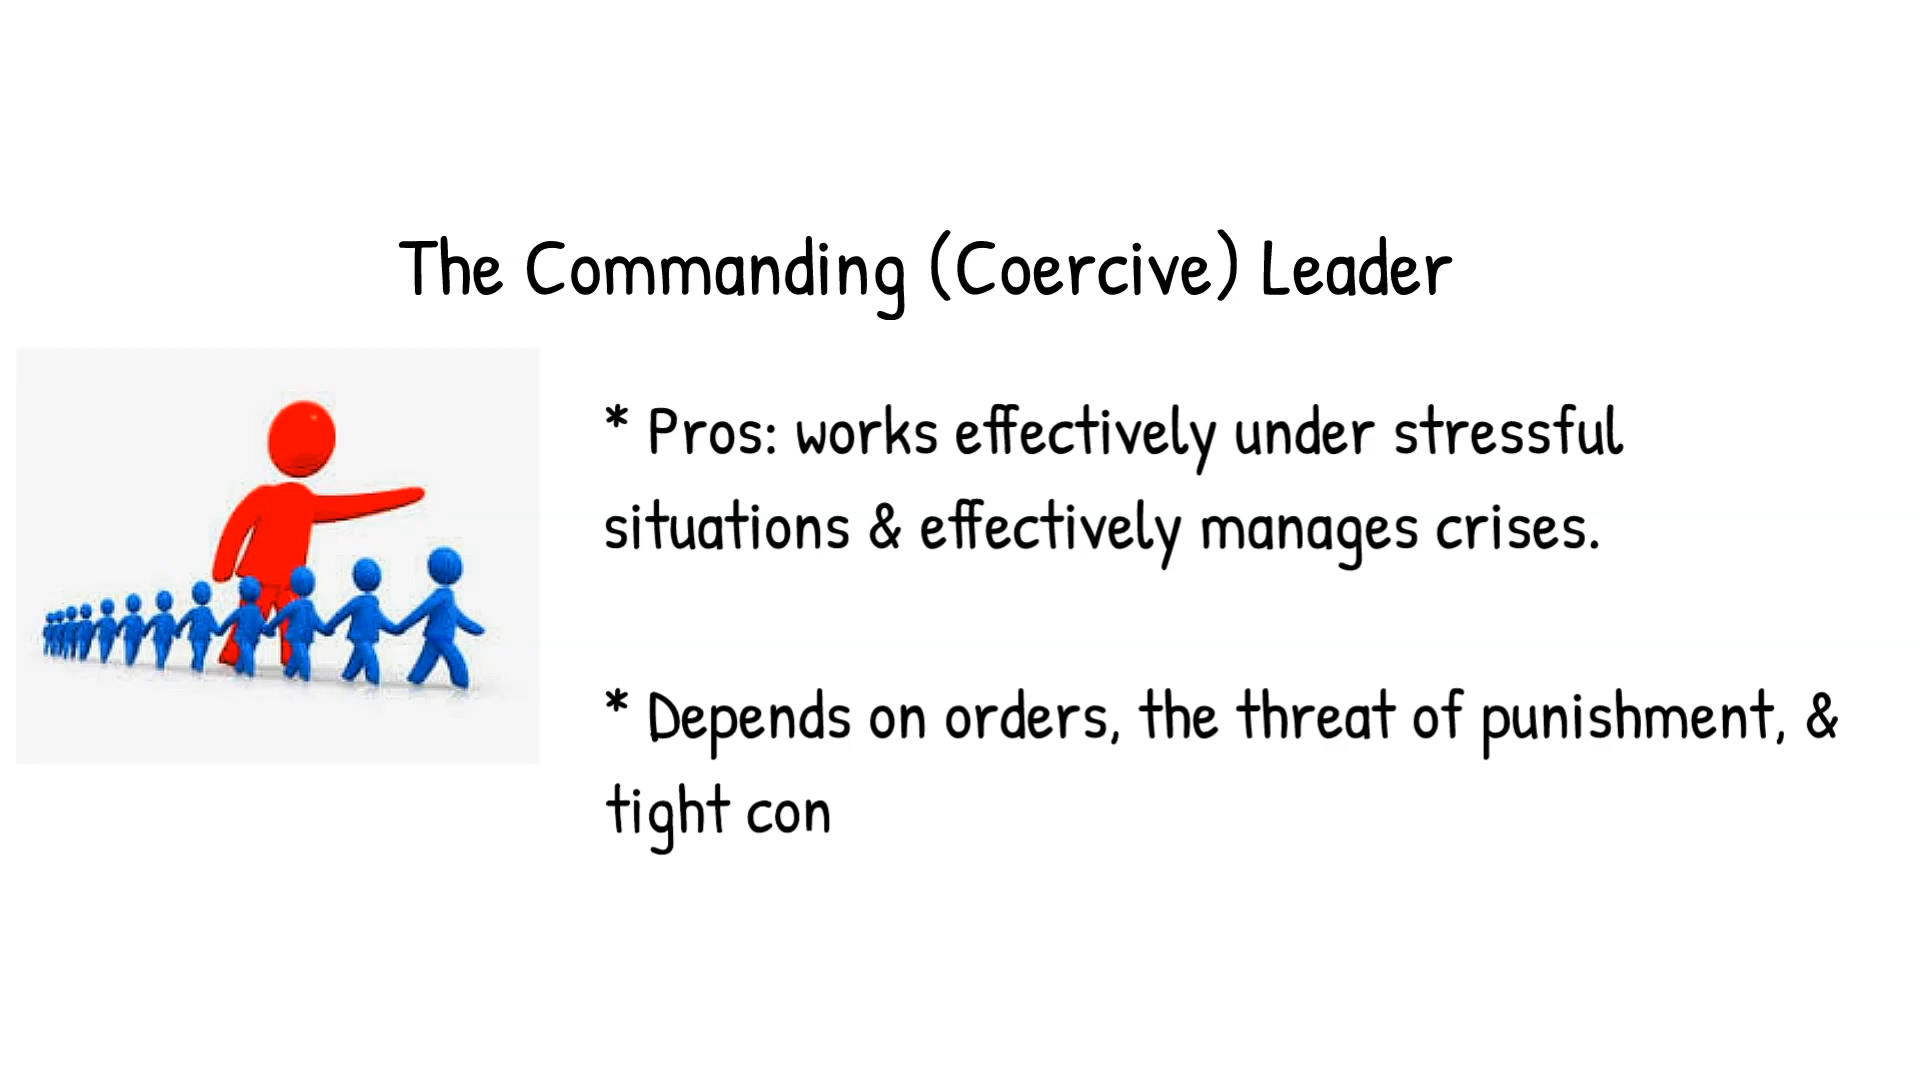 The Commanding (Coercive) Leader
* Pros: works effectively under stressful
situations & effectively manages crises.
* Depends on orders, the threat of punishment, &
tight con